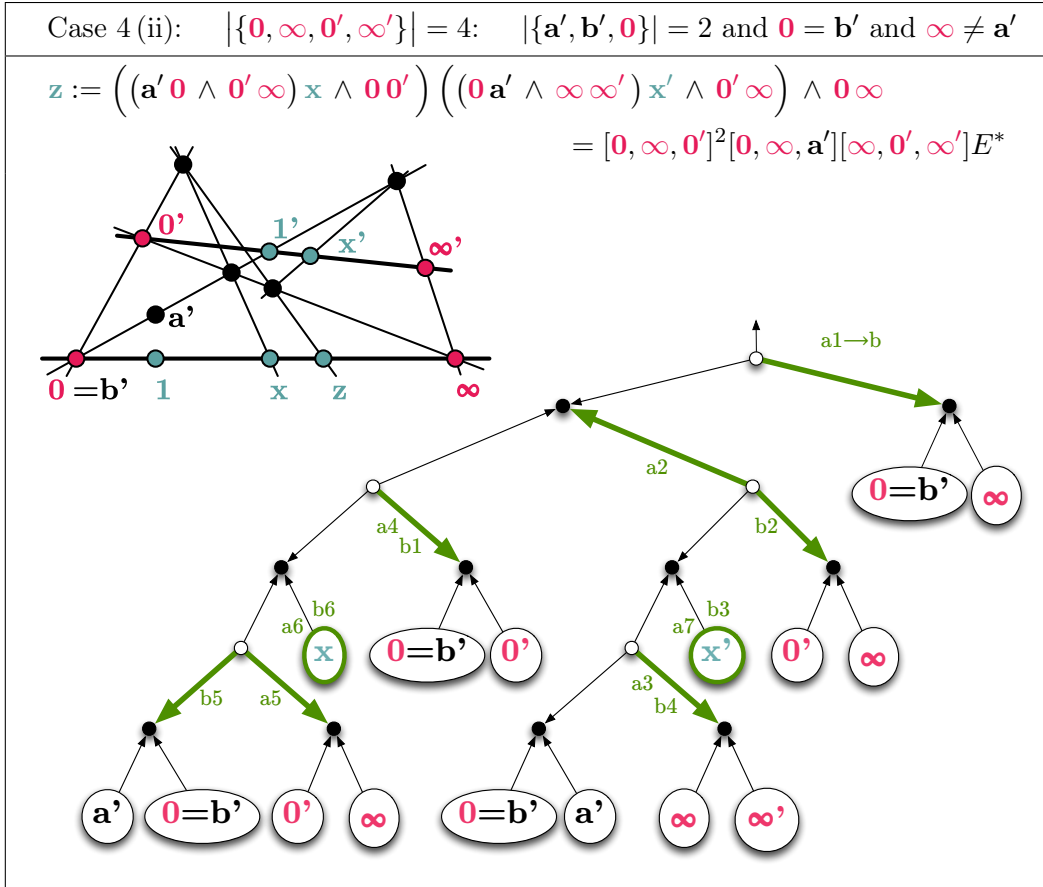 Case 4 (ii): |{0, ∞, 0′, ∞′}| = 4: |{a′, b′, 0}| = 2 and 0 = b′ and ∞ ≠ a′
z := ((a′ 0 ∧ 0′ ∞) x ∧ 0 0′) ((0 a′ ∧ ∞ ∞′) x′ ∧ 0′ ∞) ∧ 0 ∞
= [0, ∞, 0′]²[0, ∞, a′][∞, 0′, ∞′]E*
0' 1' x' ∞'
a'
0 =b' 1 x z ∞
a1→b
a2
0=b' ∞
a4 b1 b2
b6 a6 x
0=b' 0'
b3 a7 x'
0' ∞
b5 a5
a3 b4
a' 0=b' 0' ∞ 0=b' a' ∞ ∞'